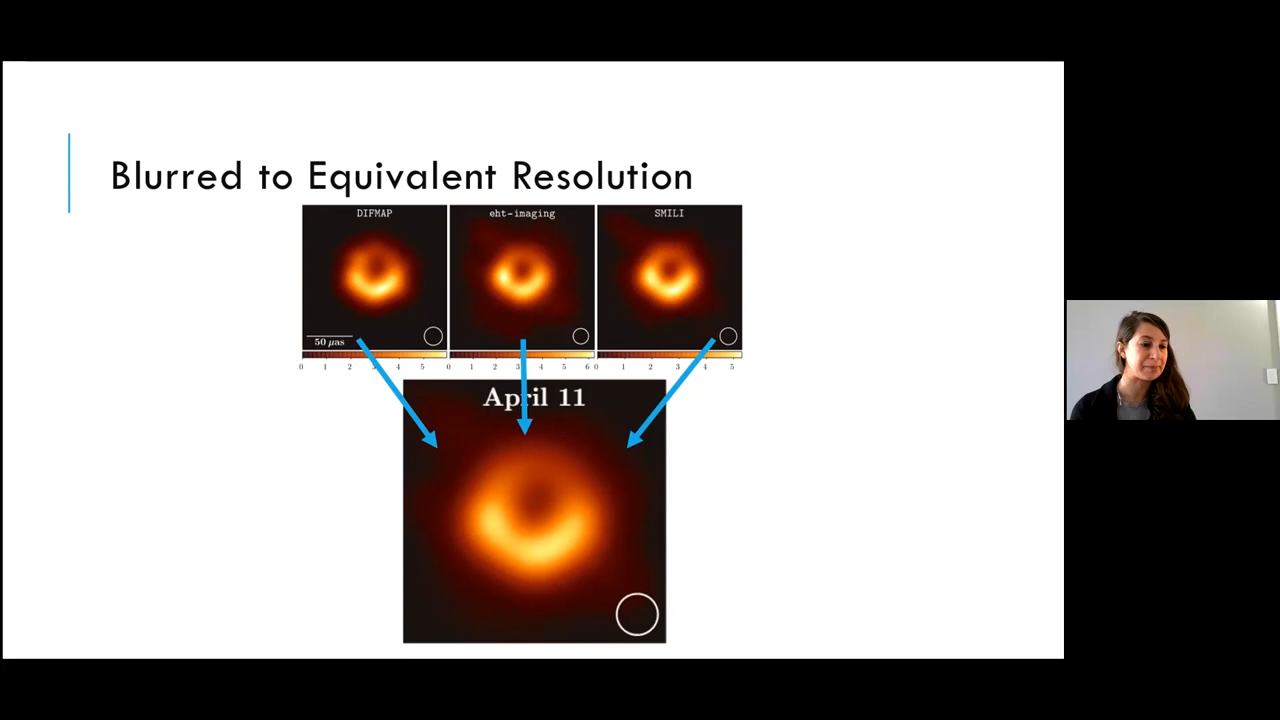 Blurred to Equivalent Resolution
DIFMAP
eht-imaging
SMILI
50 μas
0 1 2 3 4 5
0 1 2 3 4 5 6
0 1 2 3 4 5
April 11